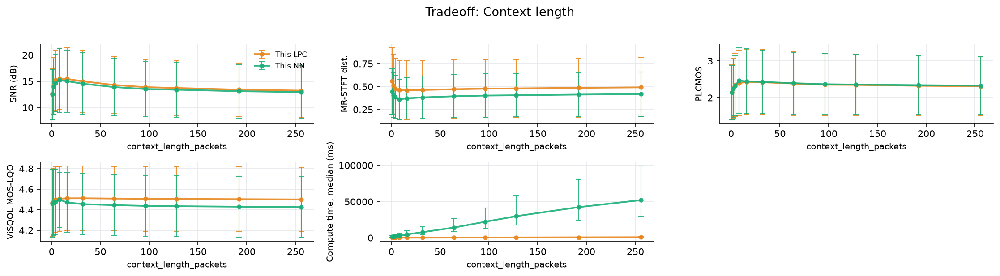 Tradeoff: Context length
SNR (dB)
20
15
10
This LPC
This NN
0 50 100 150 200 250
context_length_packets
MR-STFT dist.
0.75
0.50
0.25
0 50 100 150 200 250
context_length_packets
PLCMOS
3
2
0 50 100 150 200 250
context_length_packets
ViSQOL MOS-LQO
4.8
4.6
4.4
4.2
0 50 100 150 200 250
context_length_packets
Compute time, median (ms)
100000
50000
0
0 50 100 150 200 250
context_length_packets